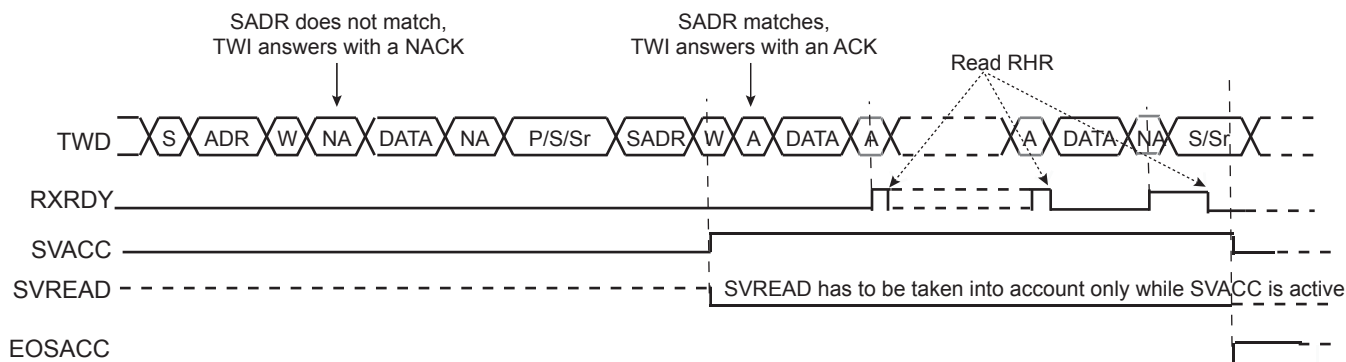 SADR does not match,
TWI answers with a NACK
SADR matches,
TWI answers with an ACK
Read RHR
TWD S ADR W NA DATA NA P/S/Sr SADR W A DATA A A DATA NA S/Sr
RXRDY
SVACC
SVREAD SVREAD has to be taken into account only while SVACC is active
EOSACC